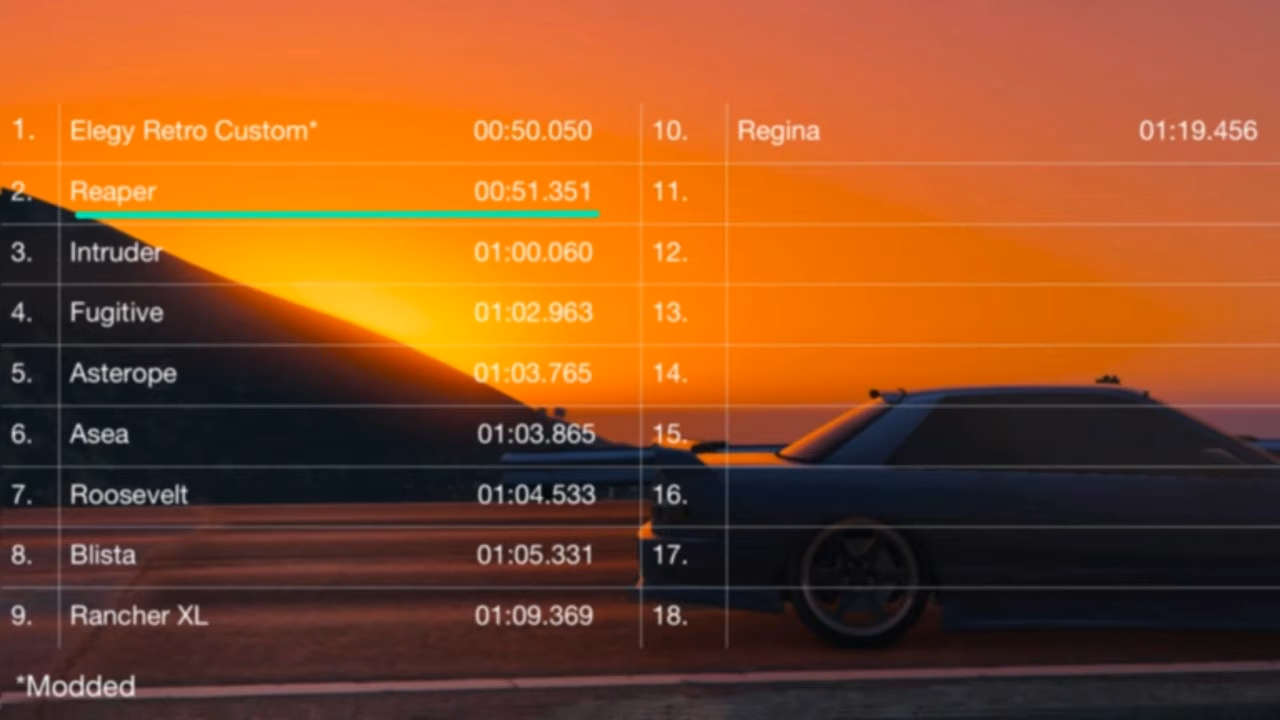 1. Elegy Retro Custom* 00:50.050
2. Reaper 00:51.351
3. Intruder 01:00.060
4. Fugitive 01:02.963
5. Asterope 01:03.765
6. Asea 01:03.865
7. Roosevelt 01:04.533
8. Blista 01:05.331
9. Rancher XL 01:09.369
10. Regina 01:19.456
11.
12.
13.
14.
15.
16.
17.
18.
*Modded